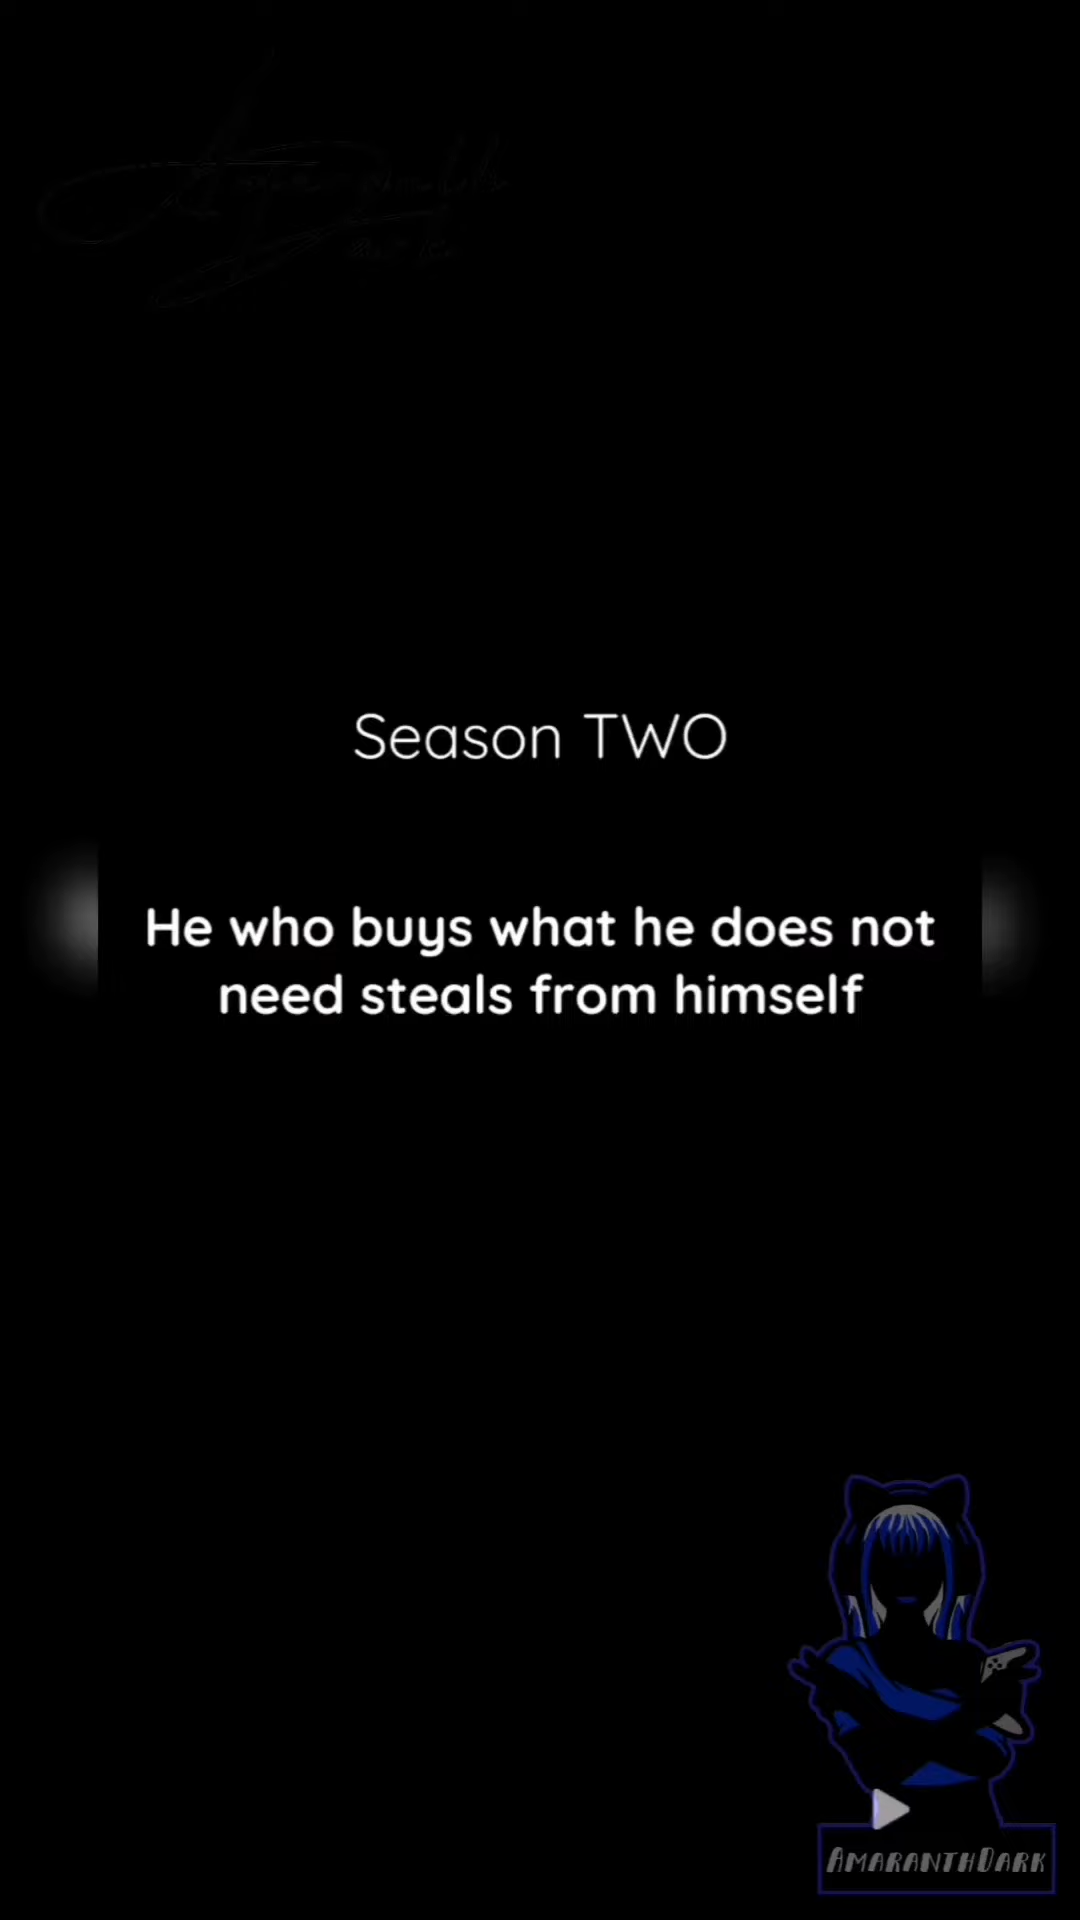 Season TWO
He who buys what he does not
need steals from himself
AMARANTHDARK